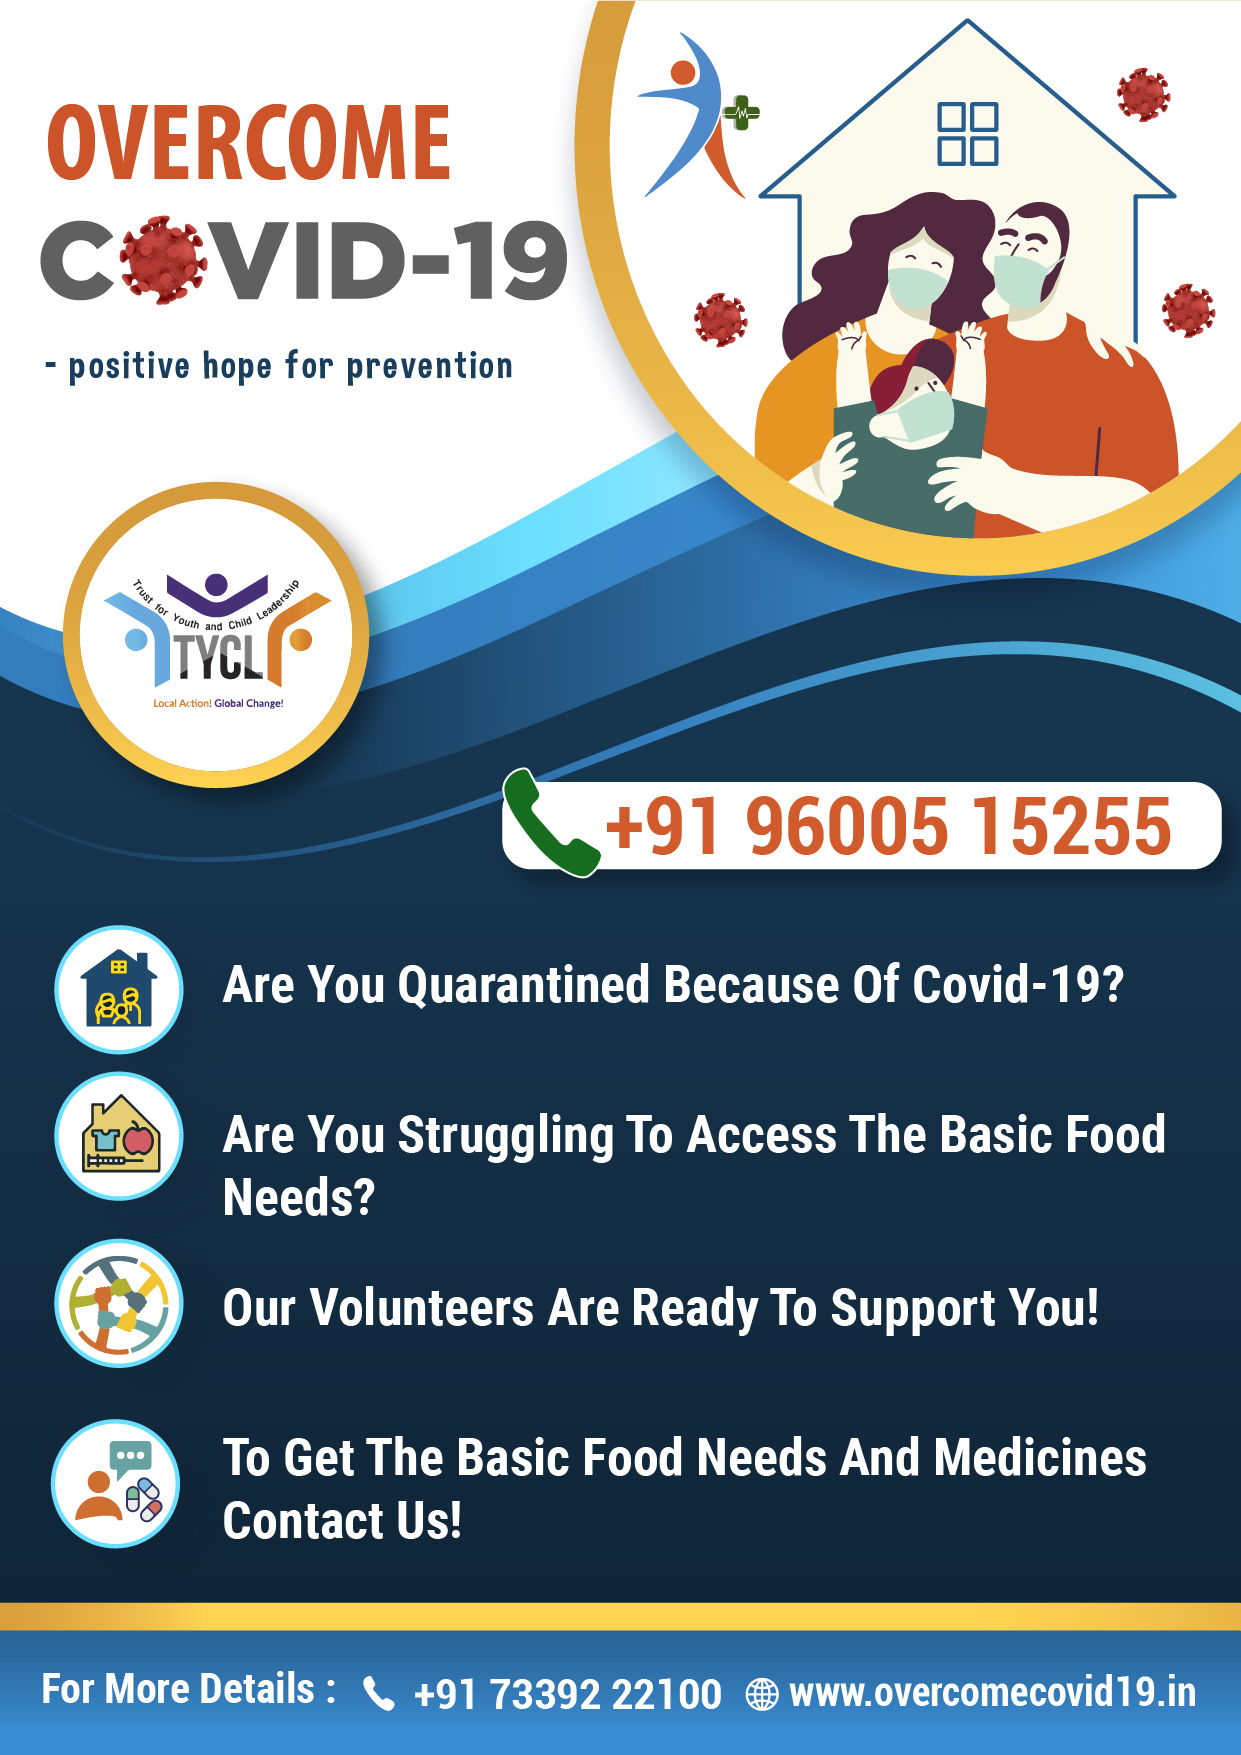 OVERCOME
COVID-19
- positive hope for prevention
Trust for Youth and Child Leadership
TYCL
Local Action! Global Change!
+91 96005 15255
Are You Quarantined Because Of Covid-19?
Are You Struggling To Access The Basic Food
Needs?
Our Volunteers Are Ready To Support You!
To Get The Basic Food Needs And Medicines
Contact Us!
For More Details : +91 73392 22100 www.overcomecovid19.in